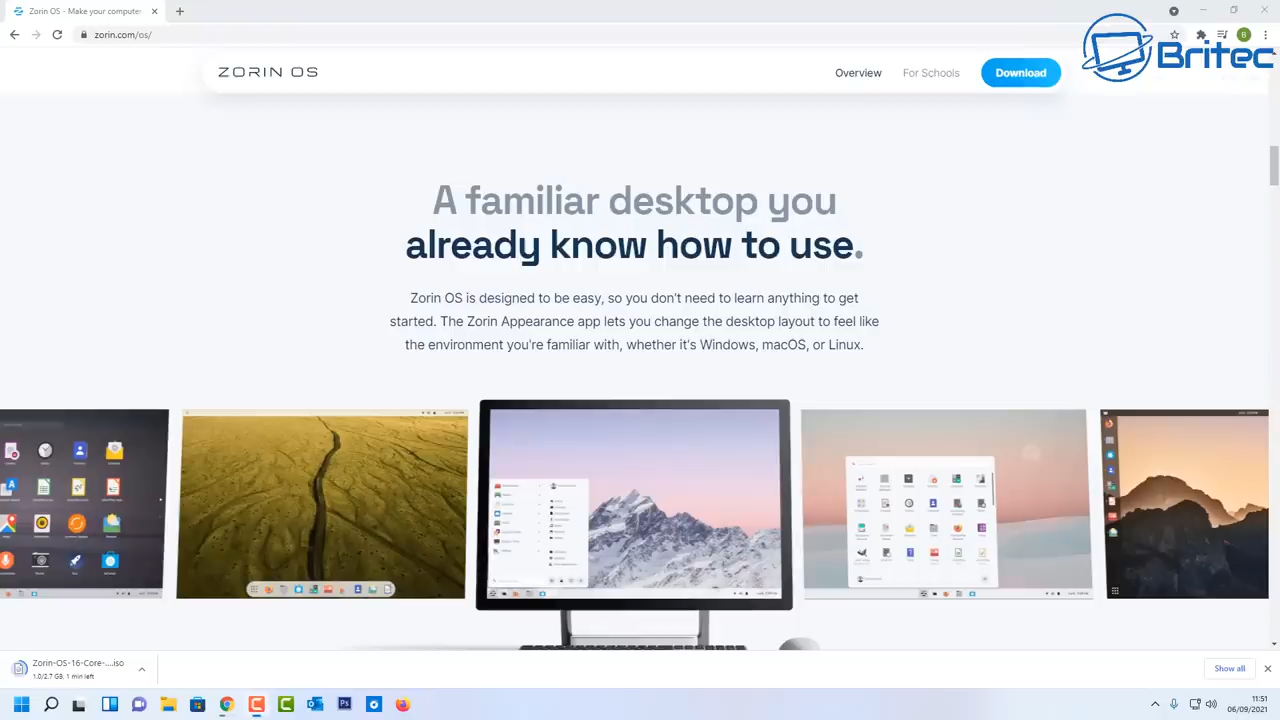 Zorin OS - Make your computer
zorin.com/os/
B
Britec
ZORIN OS
Overview
For Schools
Download
A familiar desktop you
already know how to use.
Zorin OS is designed to be easy, so you don't need to learn anything to get
started. The Zorin Appearance app lets you change the desktop layout to feel like
the environment you're familiar with, whether it's Windows, macOS, or Linux.
Zorin-OS-16-Core-....iso
1.0/2.7 GB, 1 min left
Show all
Ps
11:51
06/09/2021